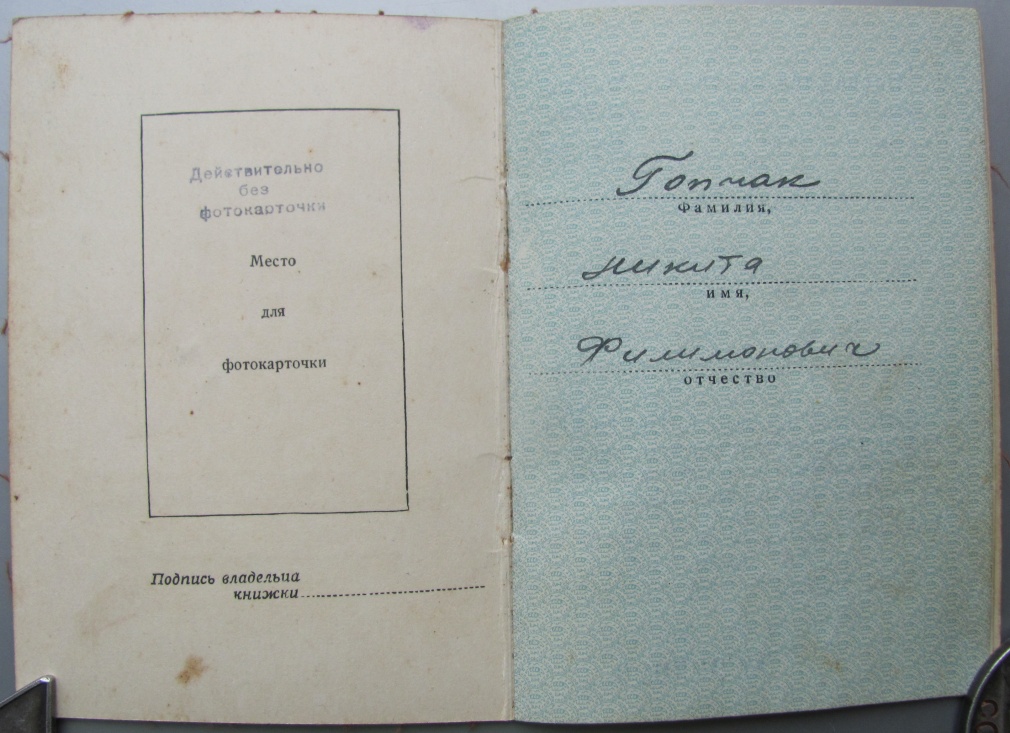 Действительно
без
фотокарточки
Место
для
фотокарточки
Подпись владельца
книжки
Гопчак
Фамилия,
Никита
имя,
Филимонович
отчество